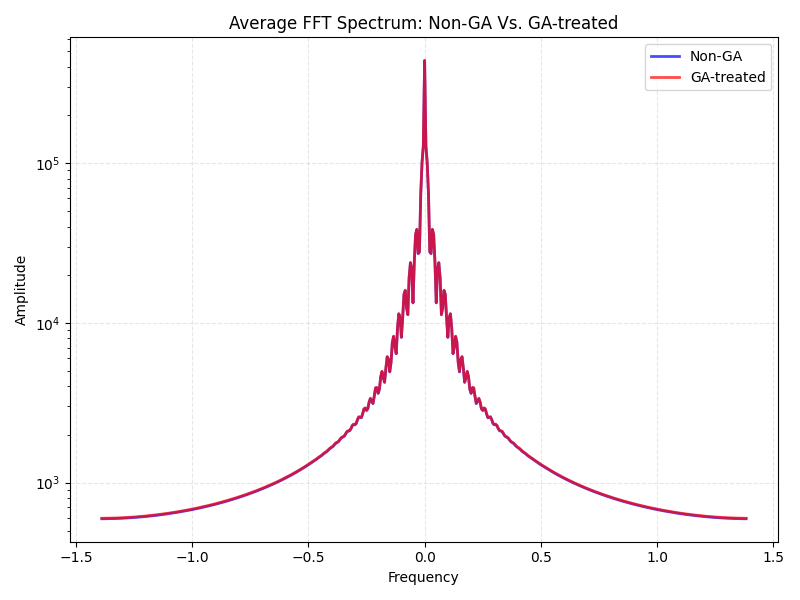 Average FFT Spectrum: Non-GA Vs. GA-treated
Non-GA
GA-treated
Amplitude
10^5
10^4
10^3
−1.5 −1.0 −0.5 0.0 0.5 1.0 1.5
Frequency